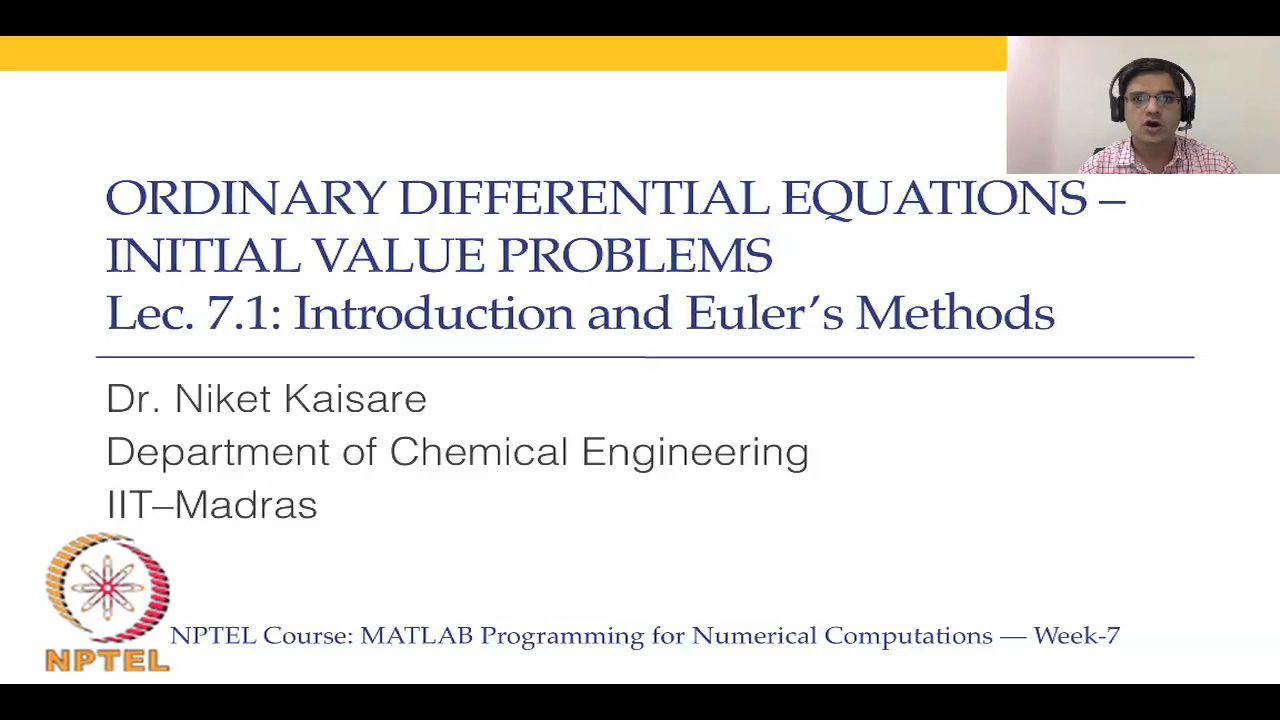 ORDINARY DIFFERENTIAL EQUATIONS –
INITIAL VALUE PROBLEMS
Lec. 7.1: Introduction and Euler’s Methods
Dr. Niket Kaisare
Department of Chemical Engineering
IIT–Madras
NPTEL Course: MATLAB Programming for Numerical Computations — Week-7
NPTEL